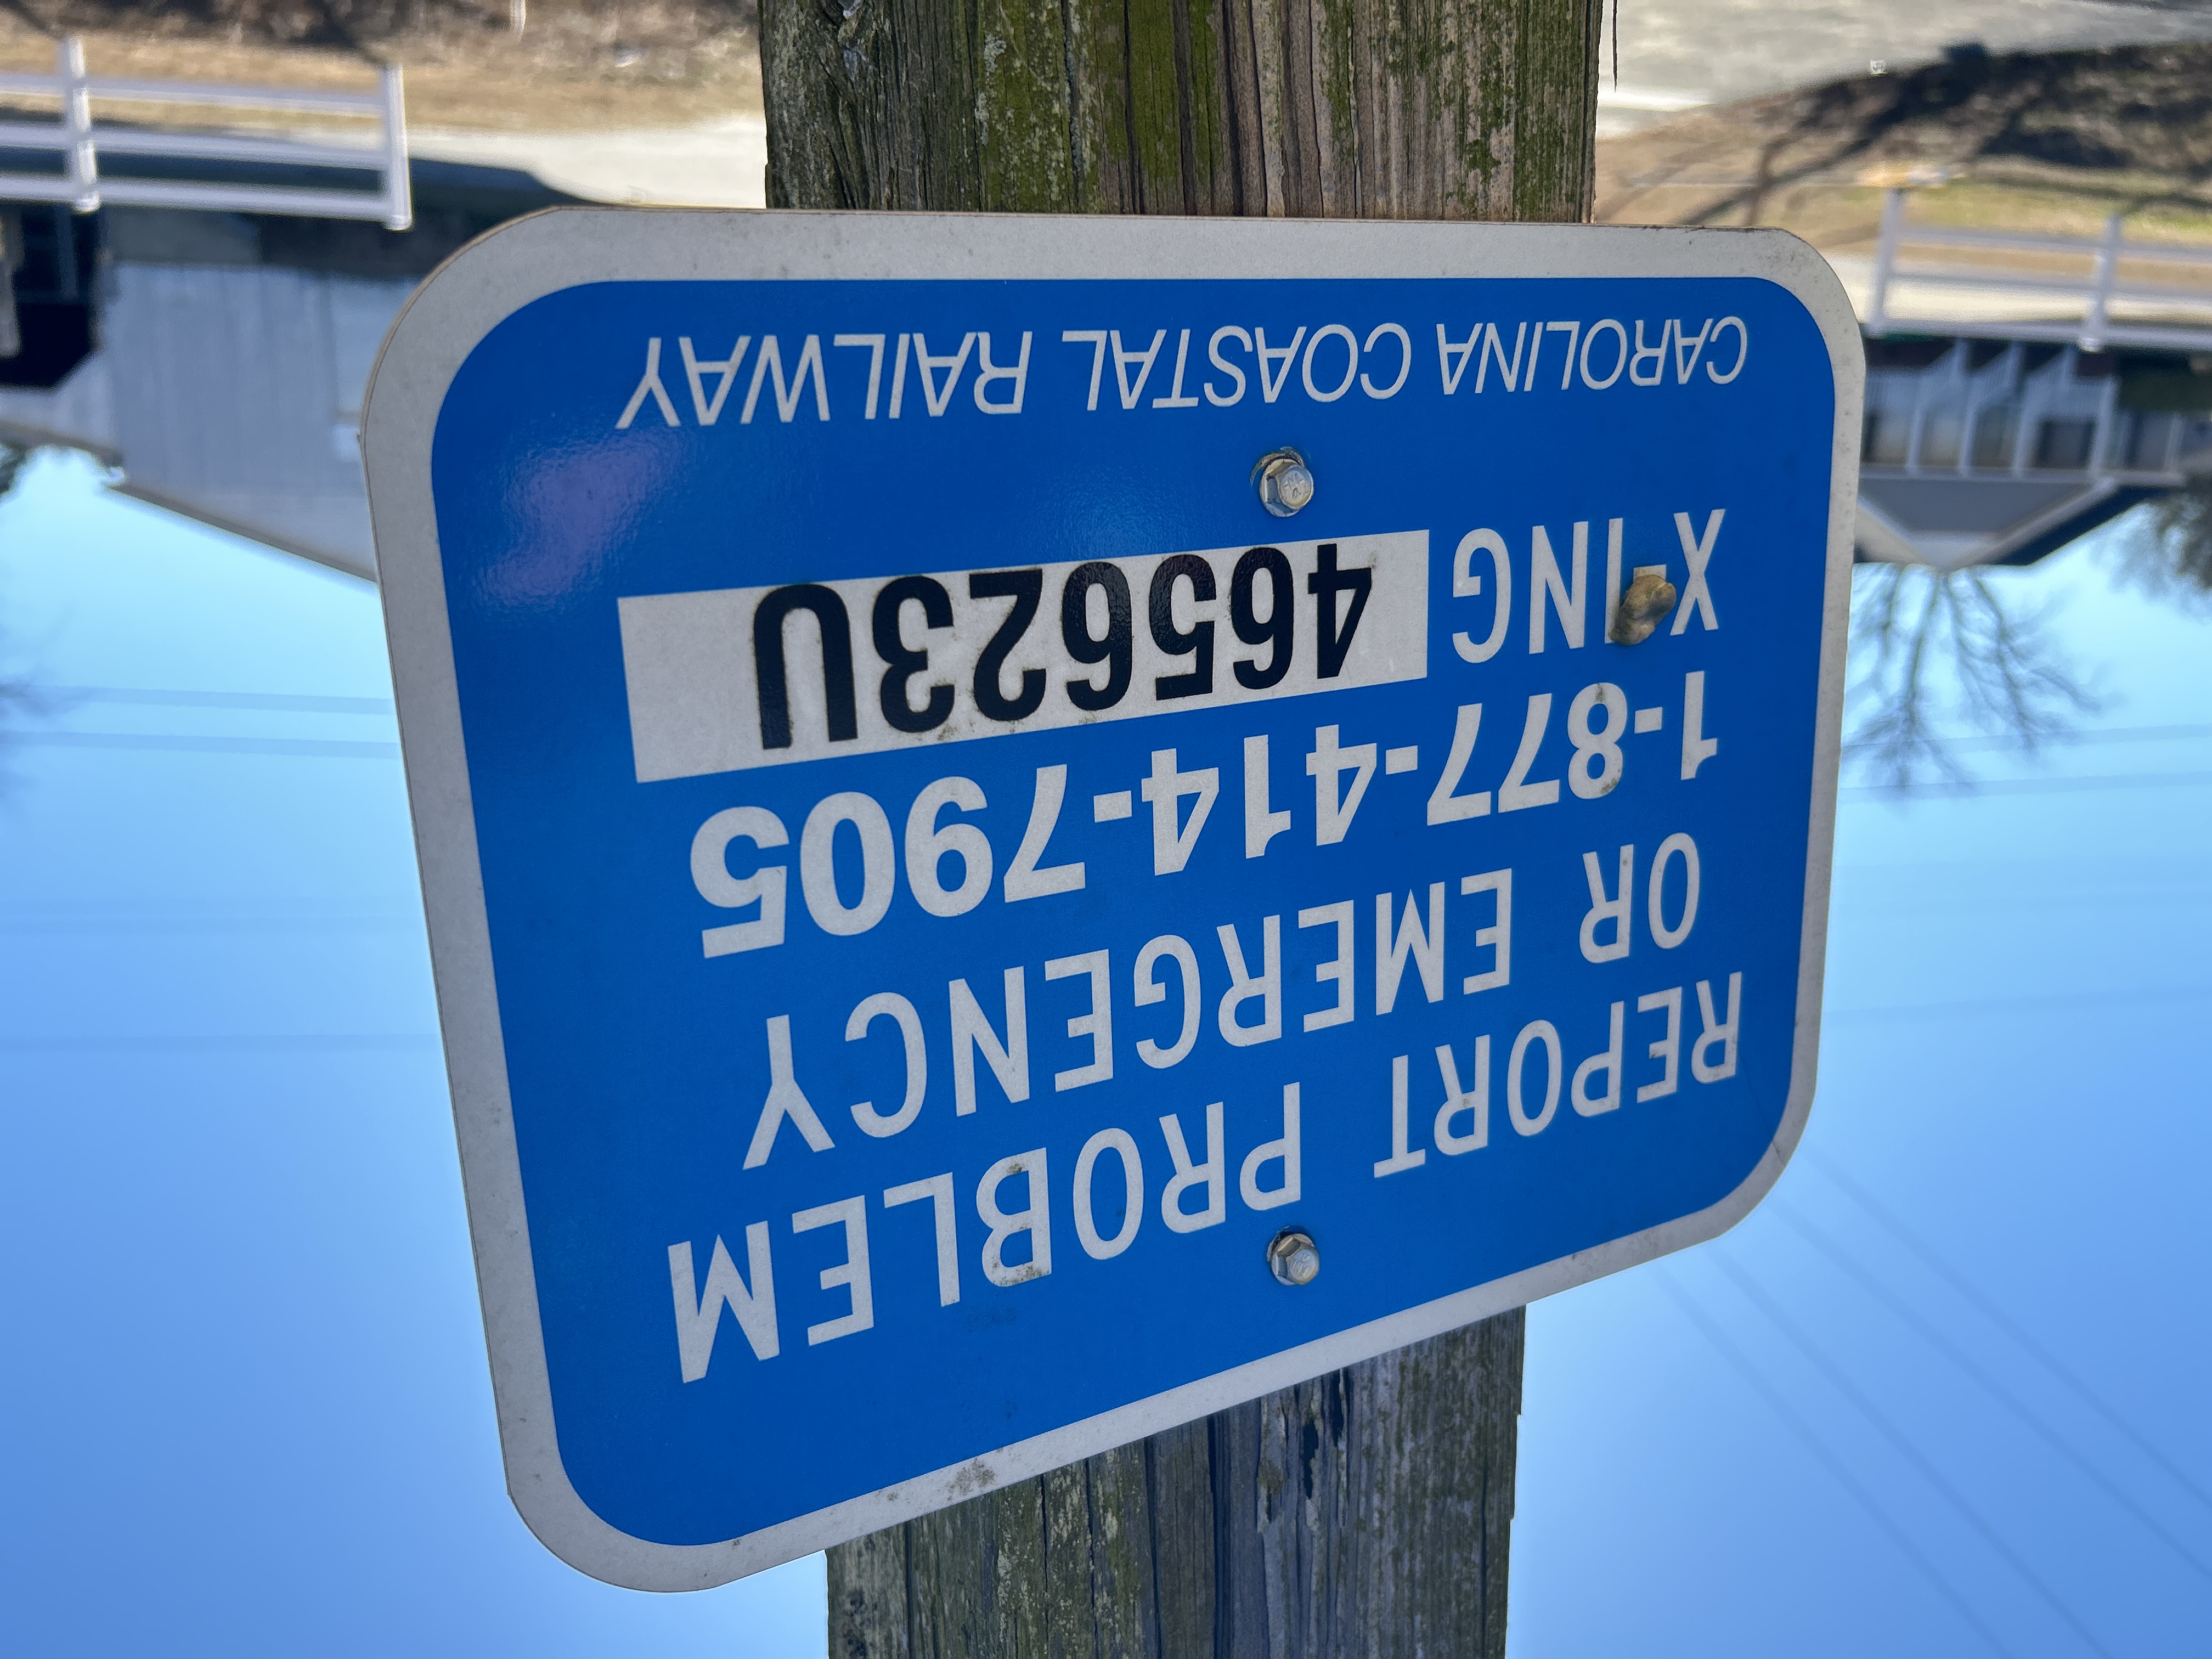 REPORT PROBLEM
OR EMERGENCY
1-877-414-7905
X-ING 465623U
CAROLINA COASTAL RAILWAY